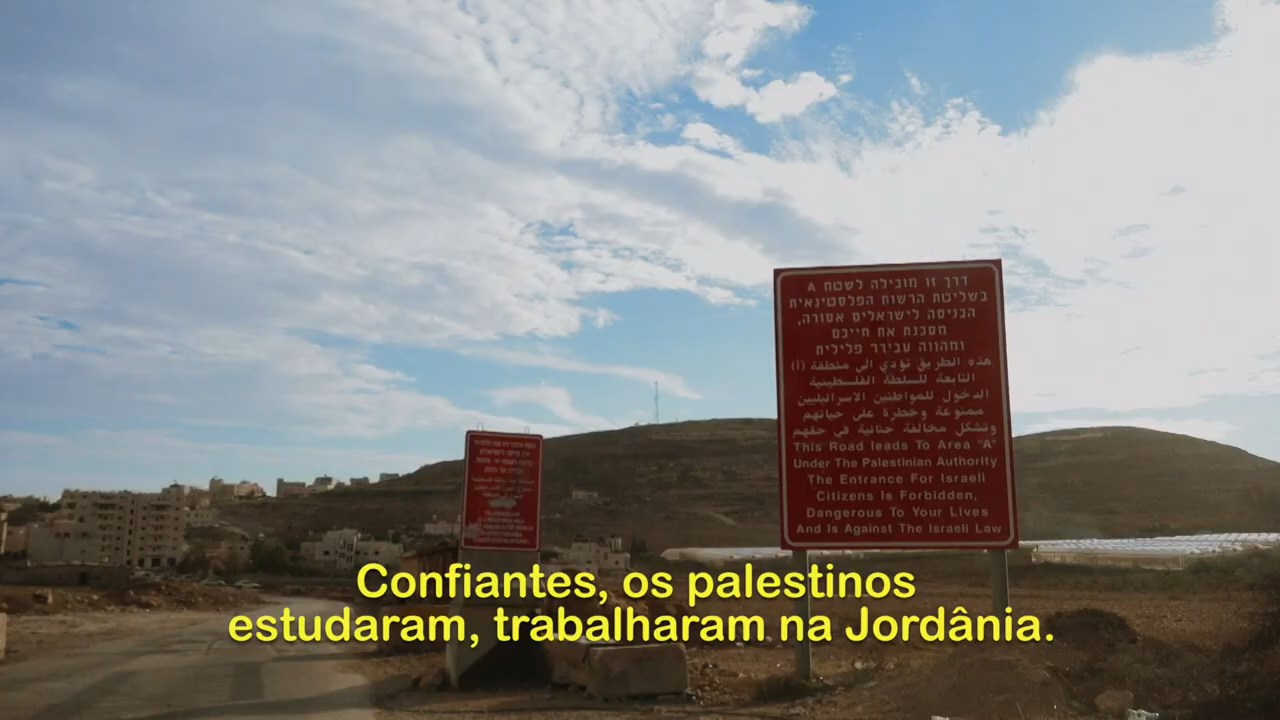 דרך זו מובילה לשטח A
בשליטת הרשות הפלסטינאית
הכניסה לישראלים אסורה,
מסכנת את חייכם
ומהווה עבירר פלילית
هذه الطريق تؤدي الى منطقة (أ)
التابعة للسلطة الفلسطينية
الدخول للمواطنين الاسرائيليين
ممنوعة وخطرة على حياتهم
وتشكل مخالفة جنائية في حقهم
This Road leads To Area "A"
Under The Palestinian Authority
The Entrance For Israeli
Citizens Is Forbidden,
Dangerous To Your Lives
And Is Against The Israeli Law
Confiantes, os palestinos
estudaram, trabalharam na Jordânia.